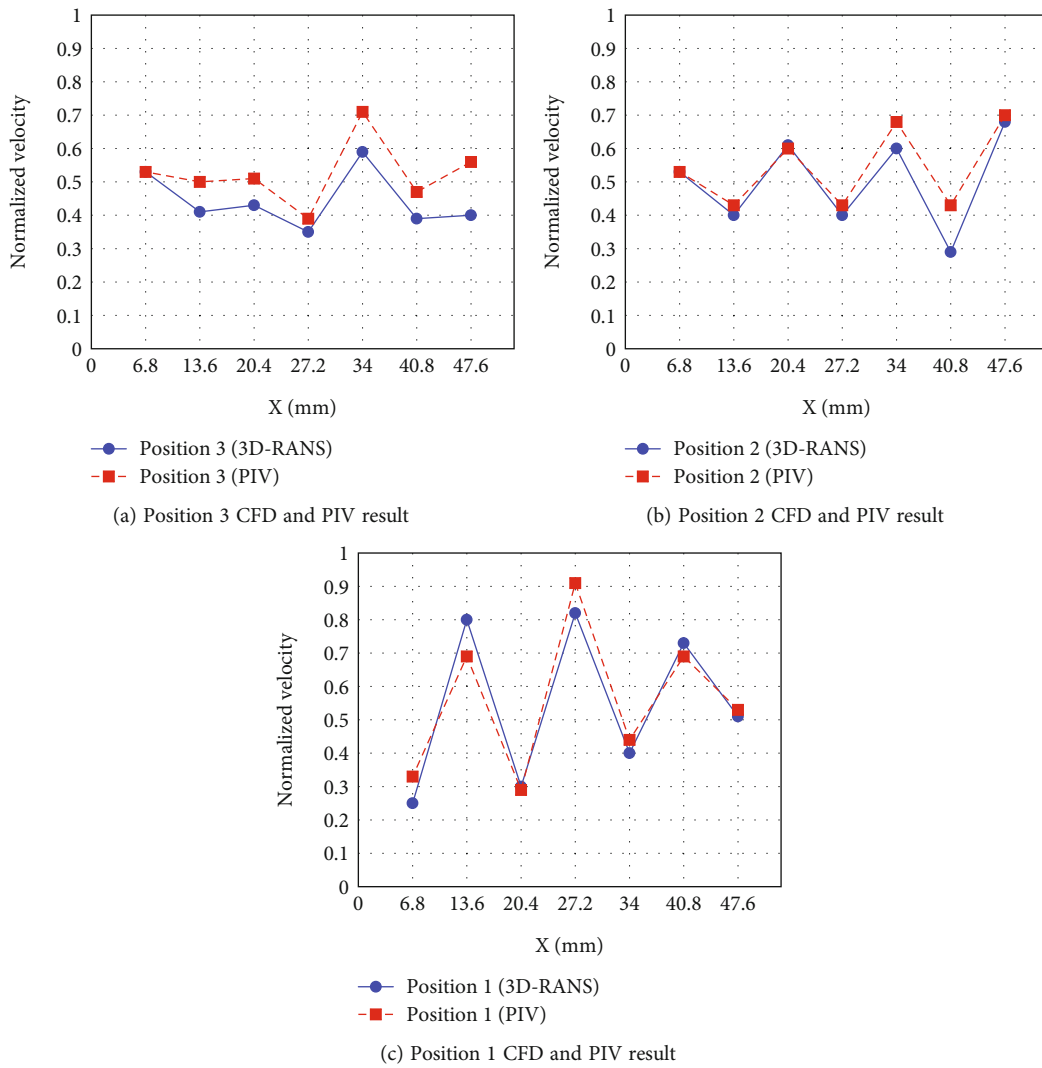 1
0.9
0.8
0.7
0.6
0.5
0.4
0.3
0.2
0.1
0
Normalized velocity
0 6.8 13.6 20.4 27.2 34 40.8 47.6
X (mm)
Position 3 (3D-RANS)
Position 3 (PIV)
(a) Position 3 CFD and PIV result
1
0.9
0.8
0.7
0.6
0.5
0.4
0.3
0.2
0.1
0
Normalized velocity
0 6.8 13.6 20.4 27.2 34 40.8 47.6
X (mm)
Position 2 (3D-RANS)
Position 2 (PIV)
(b) Position 2 CFD and PIV result
1
0.9
0.8
0.7
0.6
0.5
0.4
0.3
0.2
0.1
0
Normalized velocity
0 6.8 13.6 20.4 27.2 34 40.8 47.6
X (mm)
Position 1 (3D-RANS)
Position 1 (PIV)
(c) Position 1 CFD and PIV result